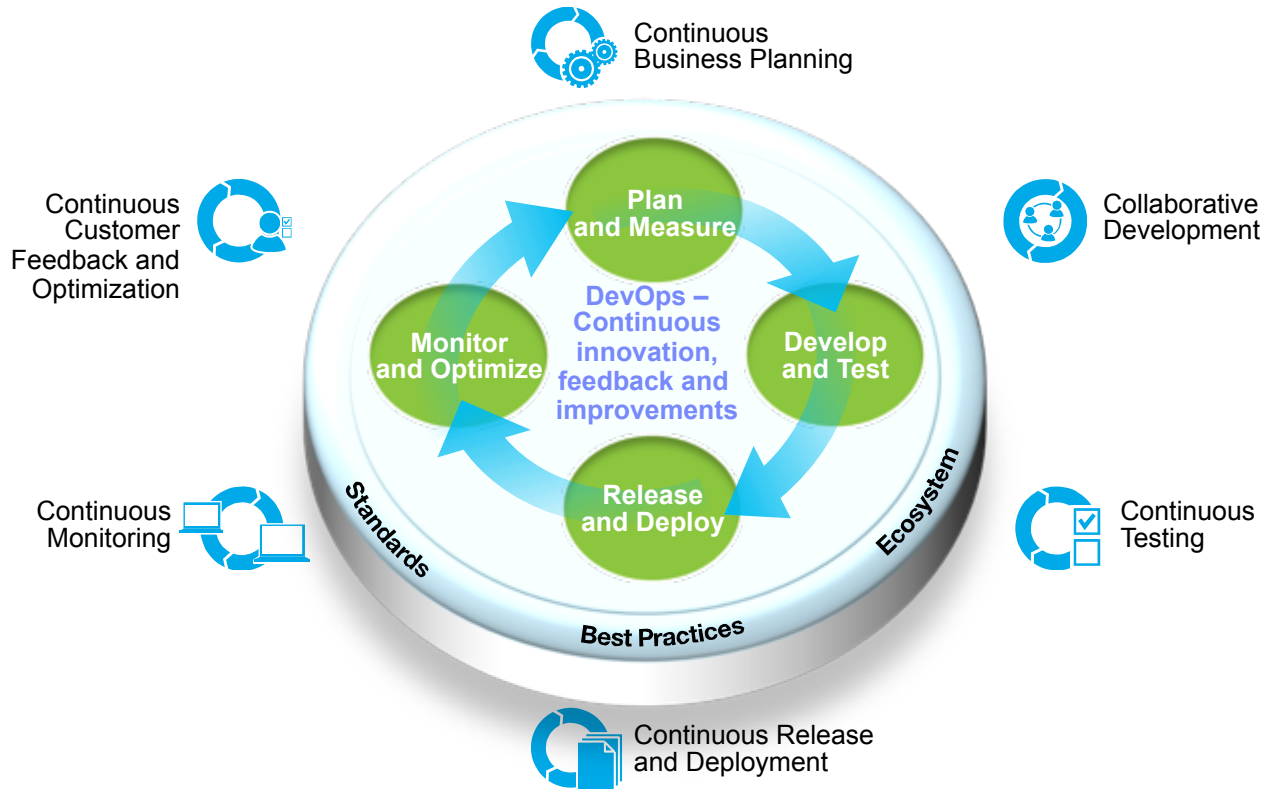 Continuous
Business Planning
Continuous
Customer
Feedback and
Optimization
Collaborative
Development
Plan
and Measure
DevOps –
Continuous
innovation,
feedback and
improvements
Monitor
and Optimize
Develop
and Test
Release
and Deploy
Standards
Best Practices
Ecosystem
Continuous
Monitoring
Continuous
Testing
Continuous Release
and Deployment